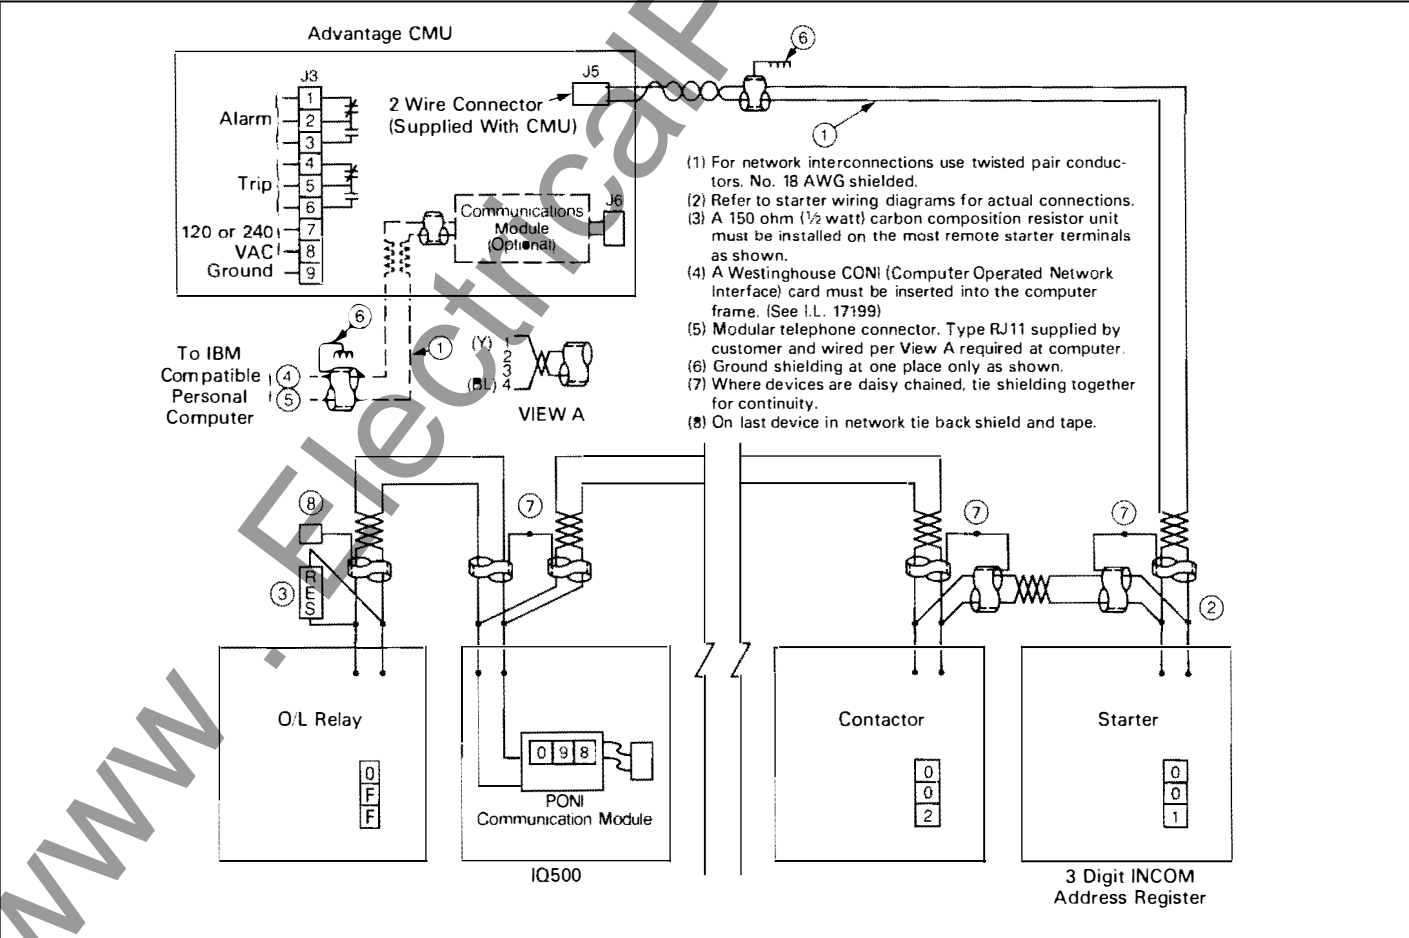 www . ElectricalP
Advantage CMU
J3
1
2
3
4
5
6
7
8
9
Alarm
Trip
120 or 240
VAC
Ground
2 Wire Connector
(Supplied With CMU)
J5
6
1
Communications
Module
(Optional)
J6
(1) For network interconnections use twisted pair conduc-
tors. No. 18 AWG shielded.
(2) Refer to starter wiring diagrams for actual connections.
(3) A 150 ohm (½ watt) carbon composition resistor unit
must be installed on the most remote starter terminals
as shown.
(4) A Westinghouse CONI (Computer Operated Network
Interface) card must be inserted into the computer
frame. (See I.L. 17199)
(5) Modular telephone connector. Type RJ11 supplied by
customer and wired per View A required at computer.
(6) Ground shielding at one place only as shown.
(7) Where devices are daisy chained, tie shielding together
for continuity.
(8) On last device in network tie back shield and tape.
6
1
To IBM
Compatible
Personal
Computer
4
5
(Y) 1
2
3
(BL) 4
VIEW A
8
7
7
7
3
RES
2
O/L Relay
0
F
F
0 9 8
PONI
Communication Module
IQ500
Contactor
0
0
2
Starter
0
0
1
3 Digit INCOM
Address Register